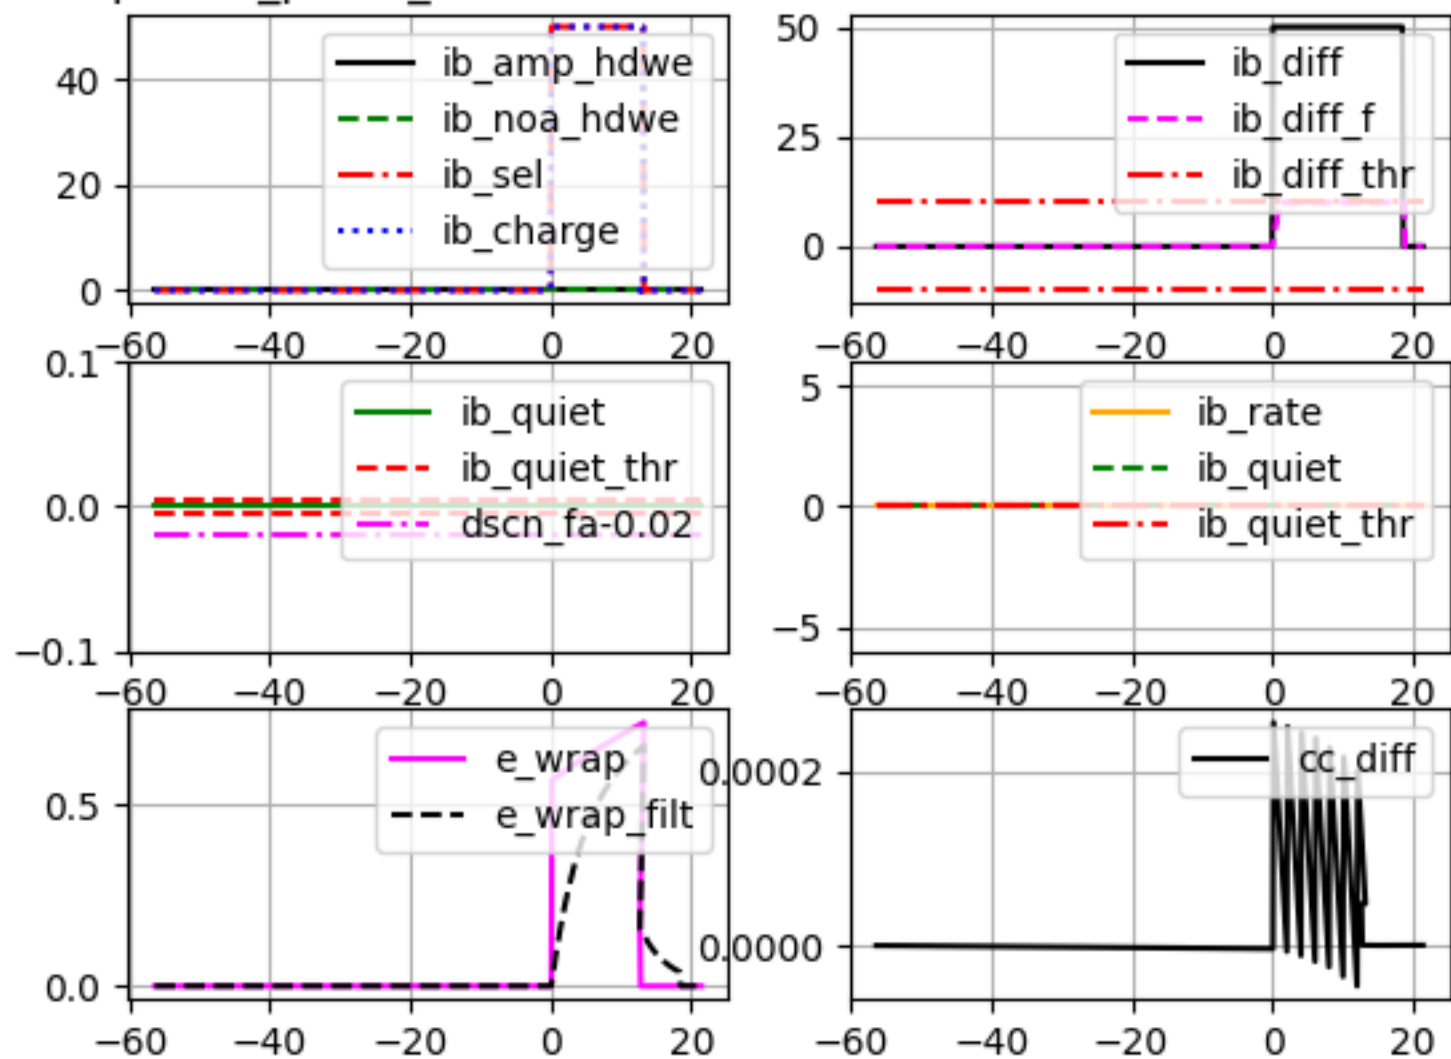 ib_amp_hdwe
ib_noa_hdwe
ib_sel
ib_charge
40
20
0
−60 −40 −20 0 20
ib_diff
ib_diff_f
ib_diff_thr
50
25
0
−60 −40 −20 0 20
ib_quiet
ib_quiet_thr
dscn_fa-0.02
0.1
0.0
−0.1
−60 −40 −20 0 20
ib_rate
ib_quiet
ib_quiet_thr
5
0
−5
−60 −40 −20 0 20
e_wrap
e_wrap_filt
0.5
0.0
−60 −40 −20 0 20
cc_diff
0.0002
0.0000
−60 −40 −20 0 20